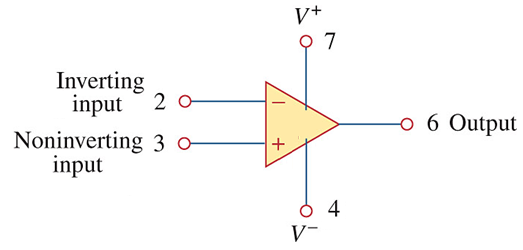 V+
7
Inverting
input 2
−
Noninverting 3
input
+
6 Output
4
V−